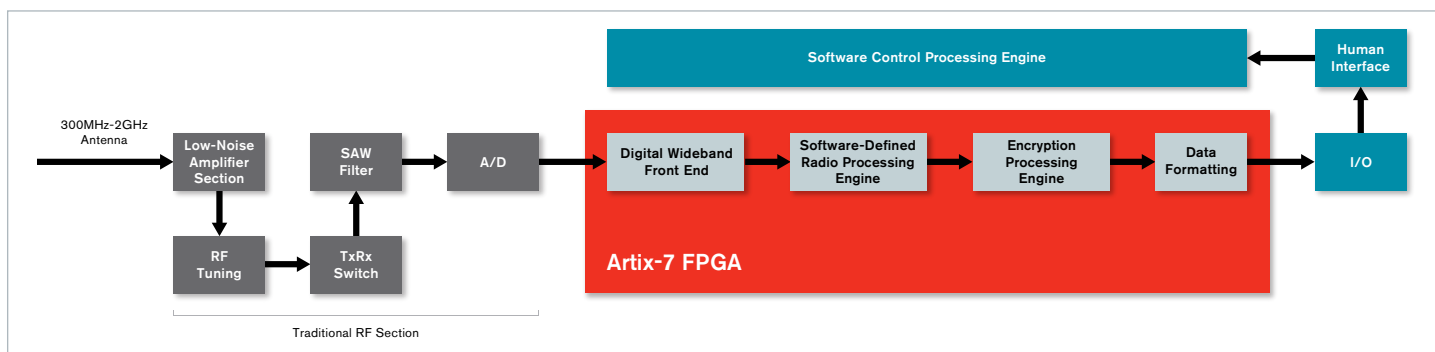 Software Control Processing Engine
Human
Interface
300MHz-2GHz
Antenna
Low-Noise
Amplifier
Section
SAW
Filter
A/D
Digital Wideband
Front End
Software-Defined
Radio Processing
Engine
Encryption
Processing
Engine
Data
Formatting
I/O
RF
Tuning
TxRx
Switch
Artix-7 FPGA
Traditional RF Section